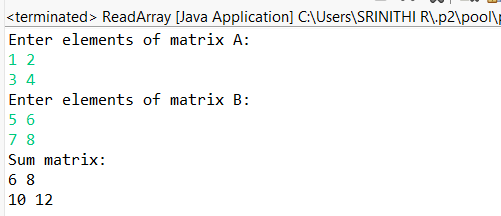 <terminated> ReadArray [Java Application] C:\Users\SRINITHI R\.p2\pool\
Enter elements of matrix A:
1 2
3 4
Enter elements of matrix B:
5 6
7 8
Sum matrix:
6 8
10 12